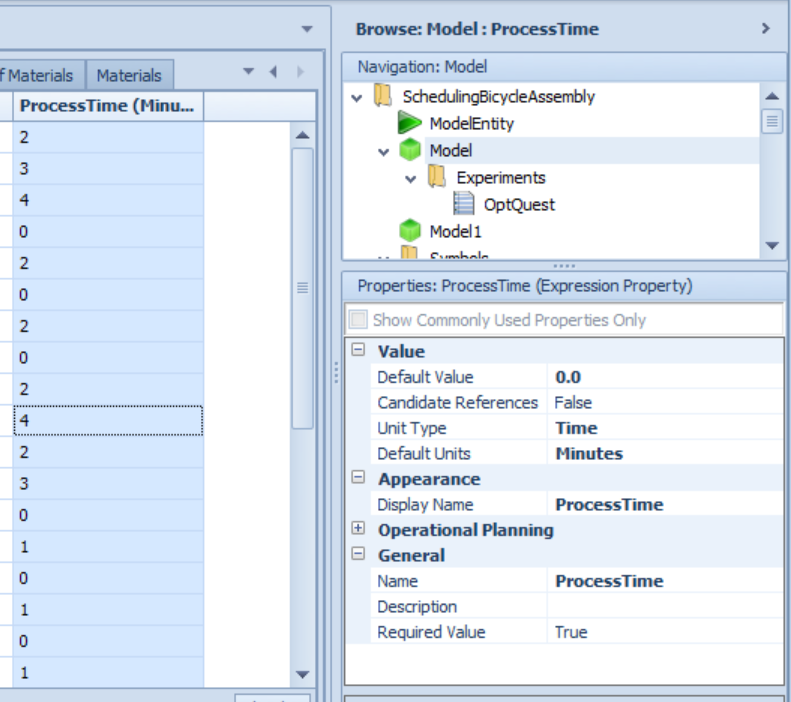 Browse: Model : ProcessTime
f Materials
Materials
ProcessTime (Minu...
2
3
4
0
2
0
2
0
2
4
2
3
0
1
0
1
0
1
Navigation: Model
SchedulingBicycleAssembly
ModelEntity
Model
Experiments
OptQuest
Model1
Symbols
Properties: ProcessTime (Expression Property)
Show Commonly Used Properties Only
Value
Default Value 0.0
Candidate References False
Unit Type Time
Default Units Minutes
Appearance
Display Name ProcessTime
Operational Planning
General
Name ProcessTime
Description
Required Value True